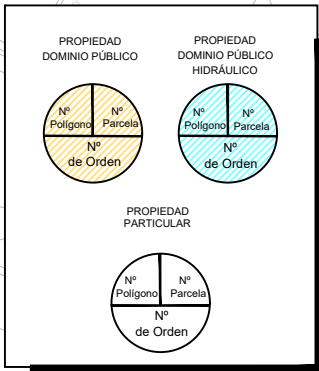 PROPIEDAD
DOMINIO PÚBLICO
Nº
Polígono
Nº
Parcela
Nº
de Orden
PROPIEDAD
DOMINIO PÚBLICO
HIDRÁULICO
Nº
Polígono
Nº
Parcela
Nº
de Orden
PROPIEDAD
PARTICULAR
Nº
Polígono
Nº
Parcela
Nº
de Orden